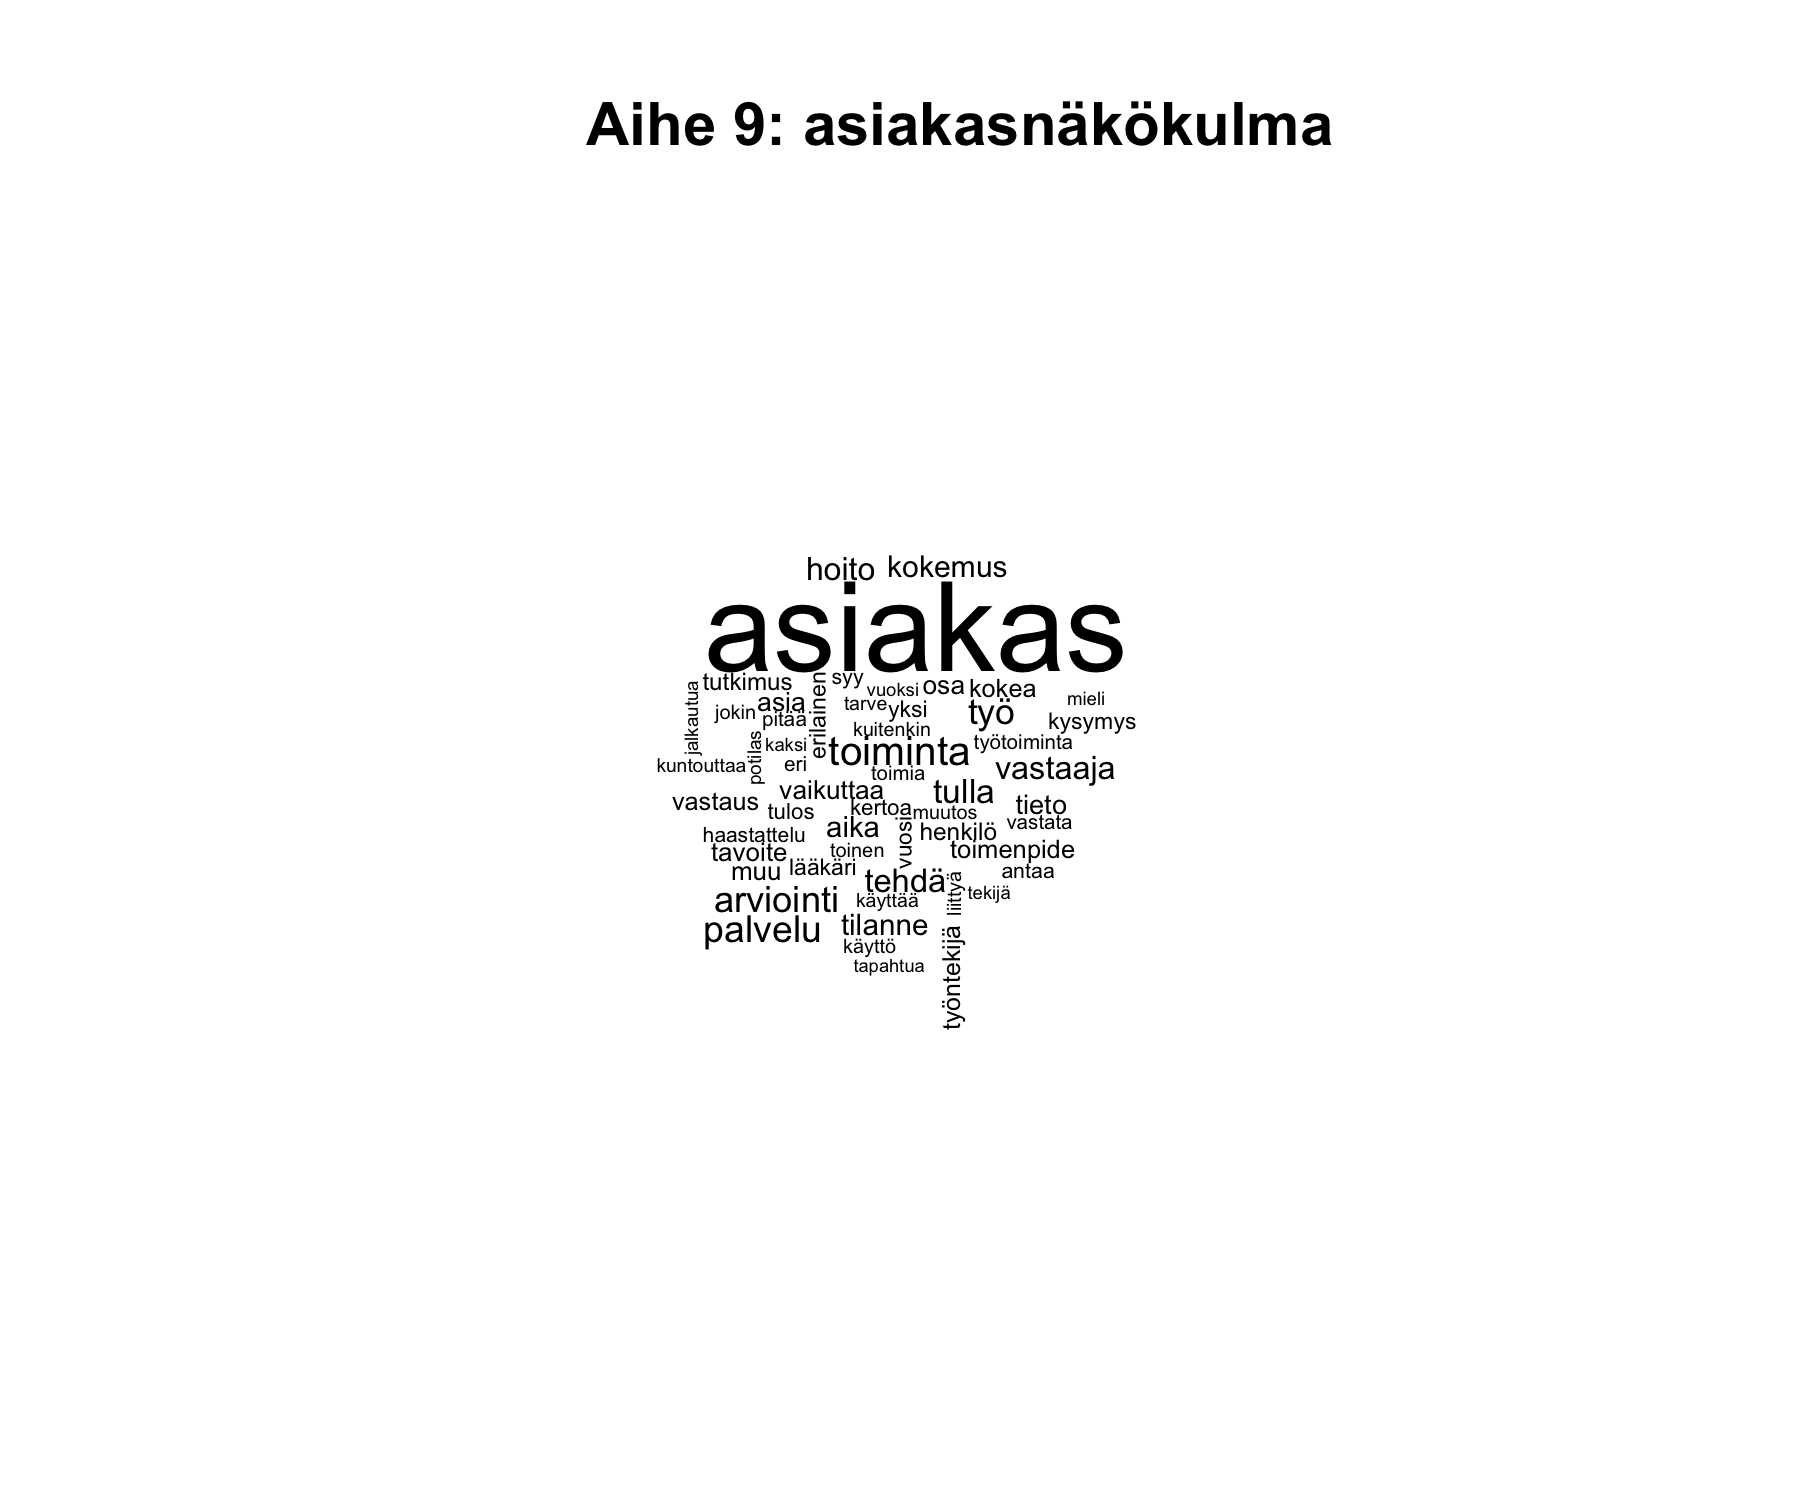 Aihe 9: asiakasnäkökulma
hoito kokemus
asiakas
tutkimus erilainen syy vuoksi osa kokea mieli
jalkautua jokin asia pitää tarve yksi työ kysymys
kuitenkin
potilas kaksi toiminta työtoiminta
kuntouttaa eri toimia vastaaja
vaikuttaa tulla
vastaus tulos kertoa muutos tieto
aika vuosi henkilö vastata
haastattelu
tavoite toinen toimenpide
muu lääkäri antaa
tehdä liittyä tekijä
arviointi käyttää
palvelu tilanne
käyttö työntekijä
tapahtua